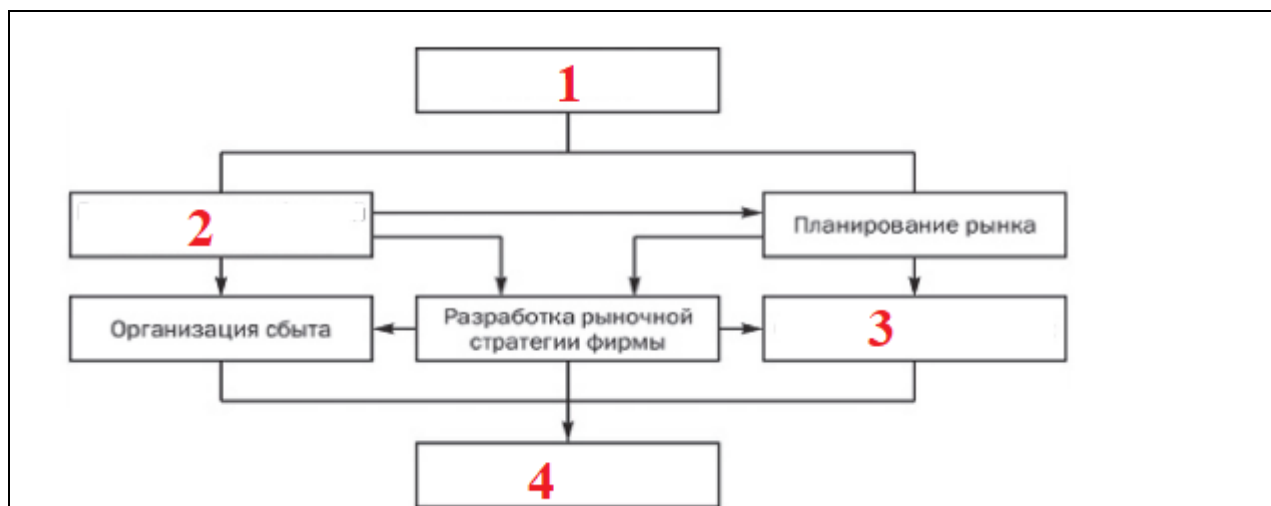 1
2
Планирование рынка
Организация сбыта
Разработка рыночной
стратегии фирмы
3
4